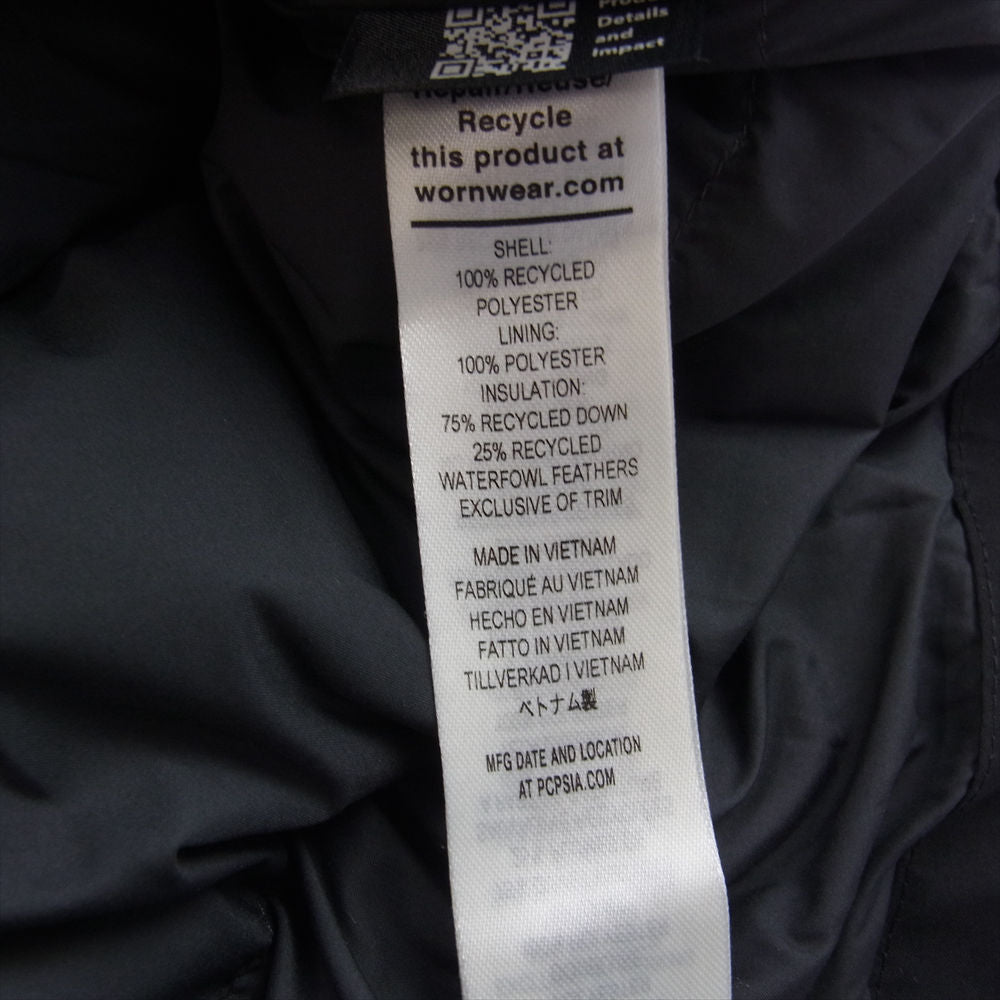 Details
and
Impact
Repair/Reuse/
Recycle
this product at
wornwear.com
SHELL:
100% RECYCLED
POLYESTER
LINING:
100% POLYESTER
INSULATION:
75% RECYCLED DOWN
25% RECYCLED
WATERFOWL FEATHERS
EXCLUSIVE OF TRIM
MADE IN VIETNAM
FABRIQUÉ AU VIETNAM
HECHO EN VIETNAM
FATTO IN VIETNAM
TILLVERKAD I VIETNAM
ベトナム製
MFG DATE AND LOCATION
AT PCPSIA.COM